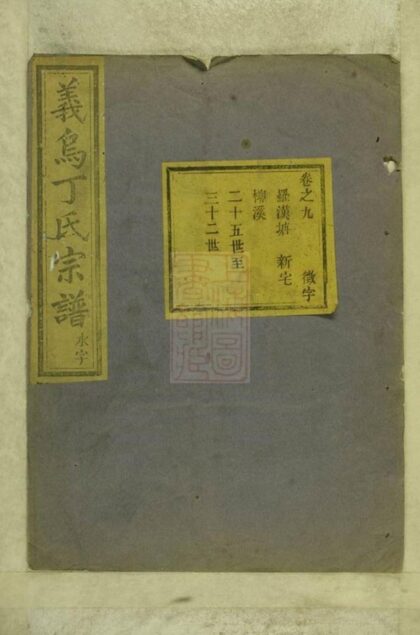 義烏丁氏宗譜 永字
卷之九 徵字
羅漢塘 新宅
柳溪
二十五世至
三十二世